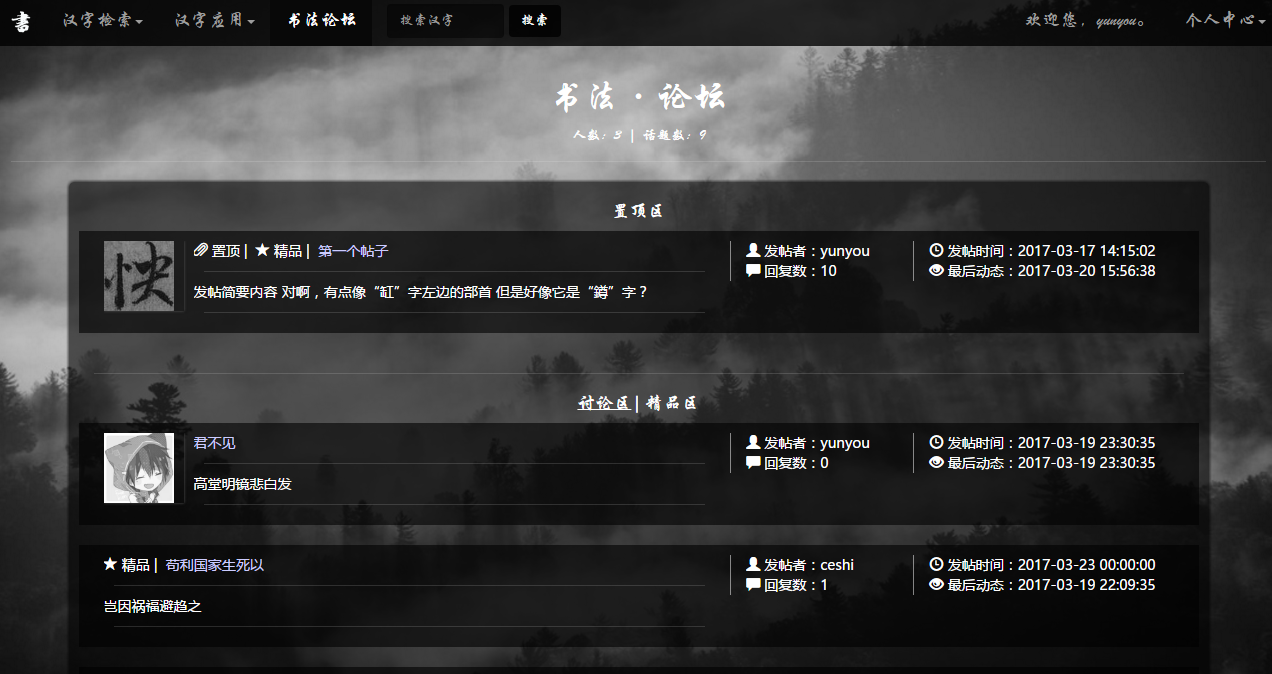 書 汉字检索 汉字应用 书法论坛 搜索汉字 搜索 欢迎您，yunyou。 个人中心
书法·论坛
人数：3 | 话题数：9
置顶区
置顶 | 精品 | 第一个帖子
发帖简要内容 对啊，有点像“缸”字左边的部首 但是好像它是“鐏”字？
发帖者：yunyou
回复数：10
发帖时间：2017-03-17 14:15:02
最后动态：2017-03-20 15:56:38
讨论区 | 精品区
君不见
高堂明镜悲白发
发帖者：yunyou
回复数：0
发帖时间：2017-03-19 23:30:35
最后动态：2017-03-19 23:30:35
精品 | 苟利国家生死以
岂因祸福避趋之
发帖者：ceshi
回复数：1
发帖时间：2017-03-23 00:00:00
最后动态：2017-03-19 22:09:35